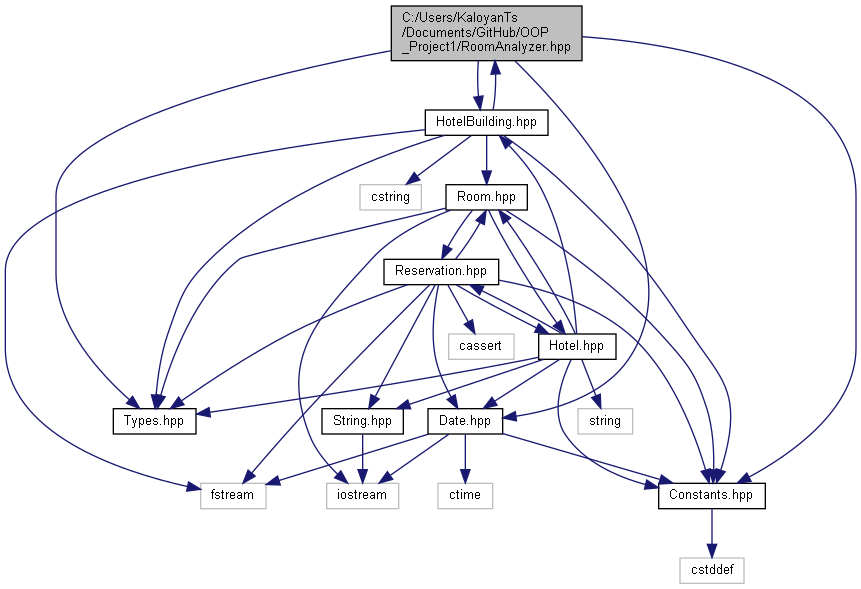 C:/Users/KaloyanTs
/Documents/GitHub/OOP
_Project1/RoomAnalyzer.hpp
HotelBuilding.hpp
cstring
Room.hpp
Reservation.hpp
cassert
Hotel.hpp
Types.hpp
String.hpp
Date.hpp
string
fstream
iostream
ctime
Constants.hpp
cstddef